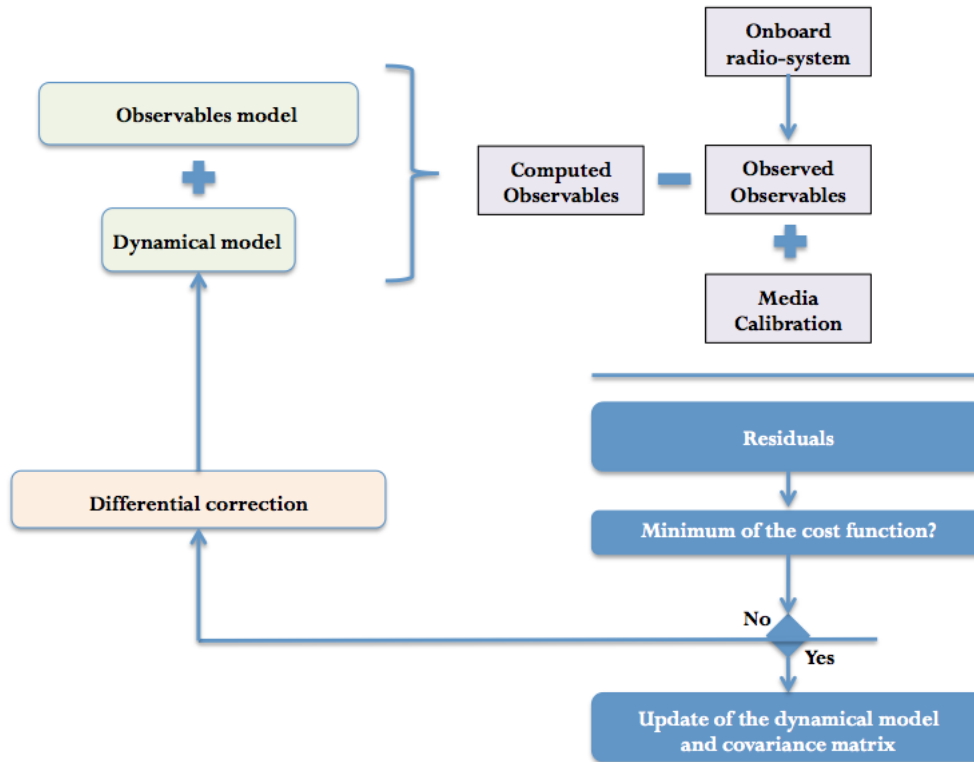 Onboard
radio-system
Observables model
Computed
Observables
Observed
Observables
Dynamical model
Media
Calibration
Residuals
Differential correction
Minimum of the cost function?
No
Yes
Update of the dynamical model
and covariance matrix